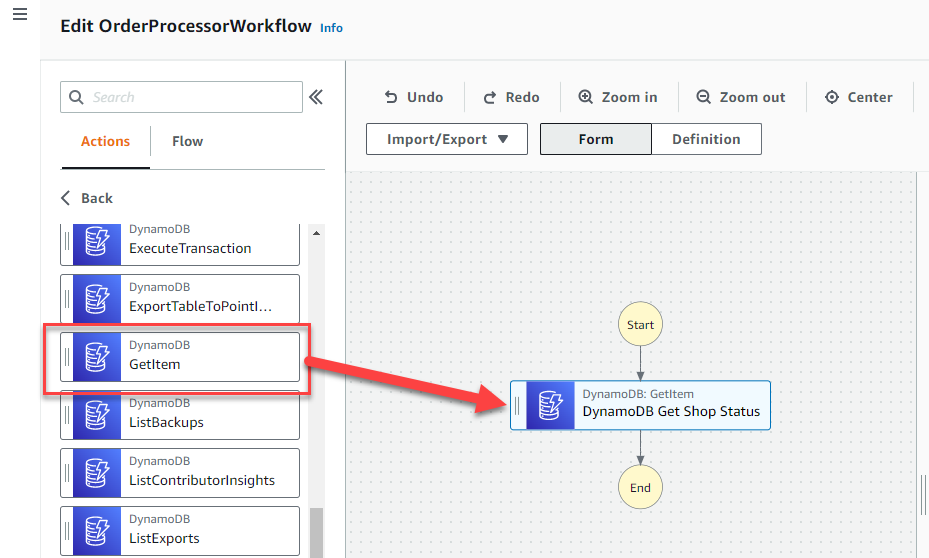 Edit OrderProcessorWorkflow Info
Search
Undo
Redo
Zoom in
Zoom out
Center
Import/Export
Form
Definition
Actions
Flow
Back
DynamoDB
ExecuteTransaction
DynamoDB
ExportTableToPointI...
DynamoDB
GetItem
DynamoDB
ListBackups
DynamoDB
ListContributorInsights
DynamoDB
ListExports
Start
DynamoDB: GetItem
DynamoDB Get Shop Status
End